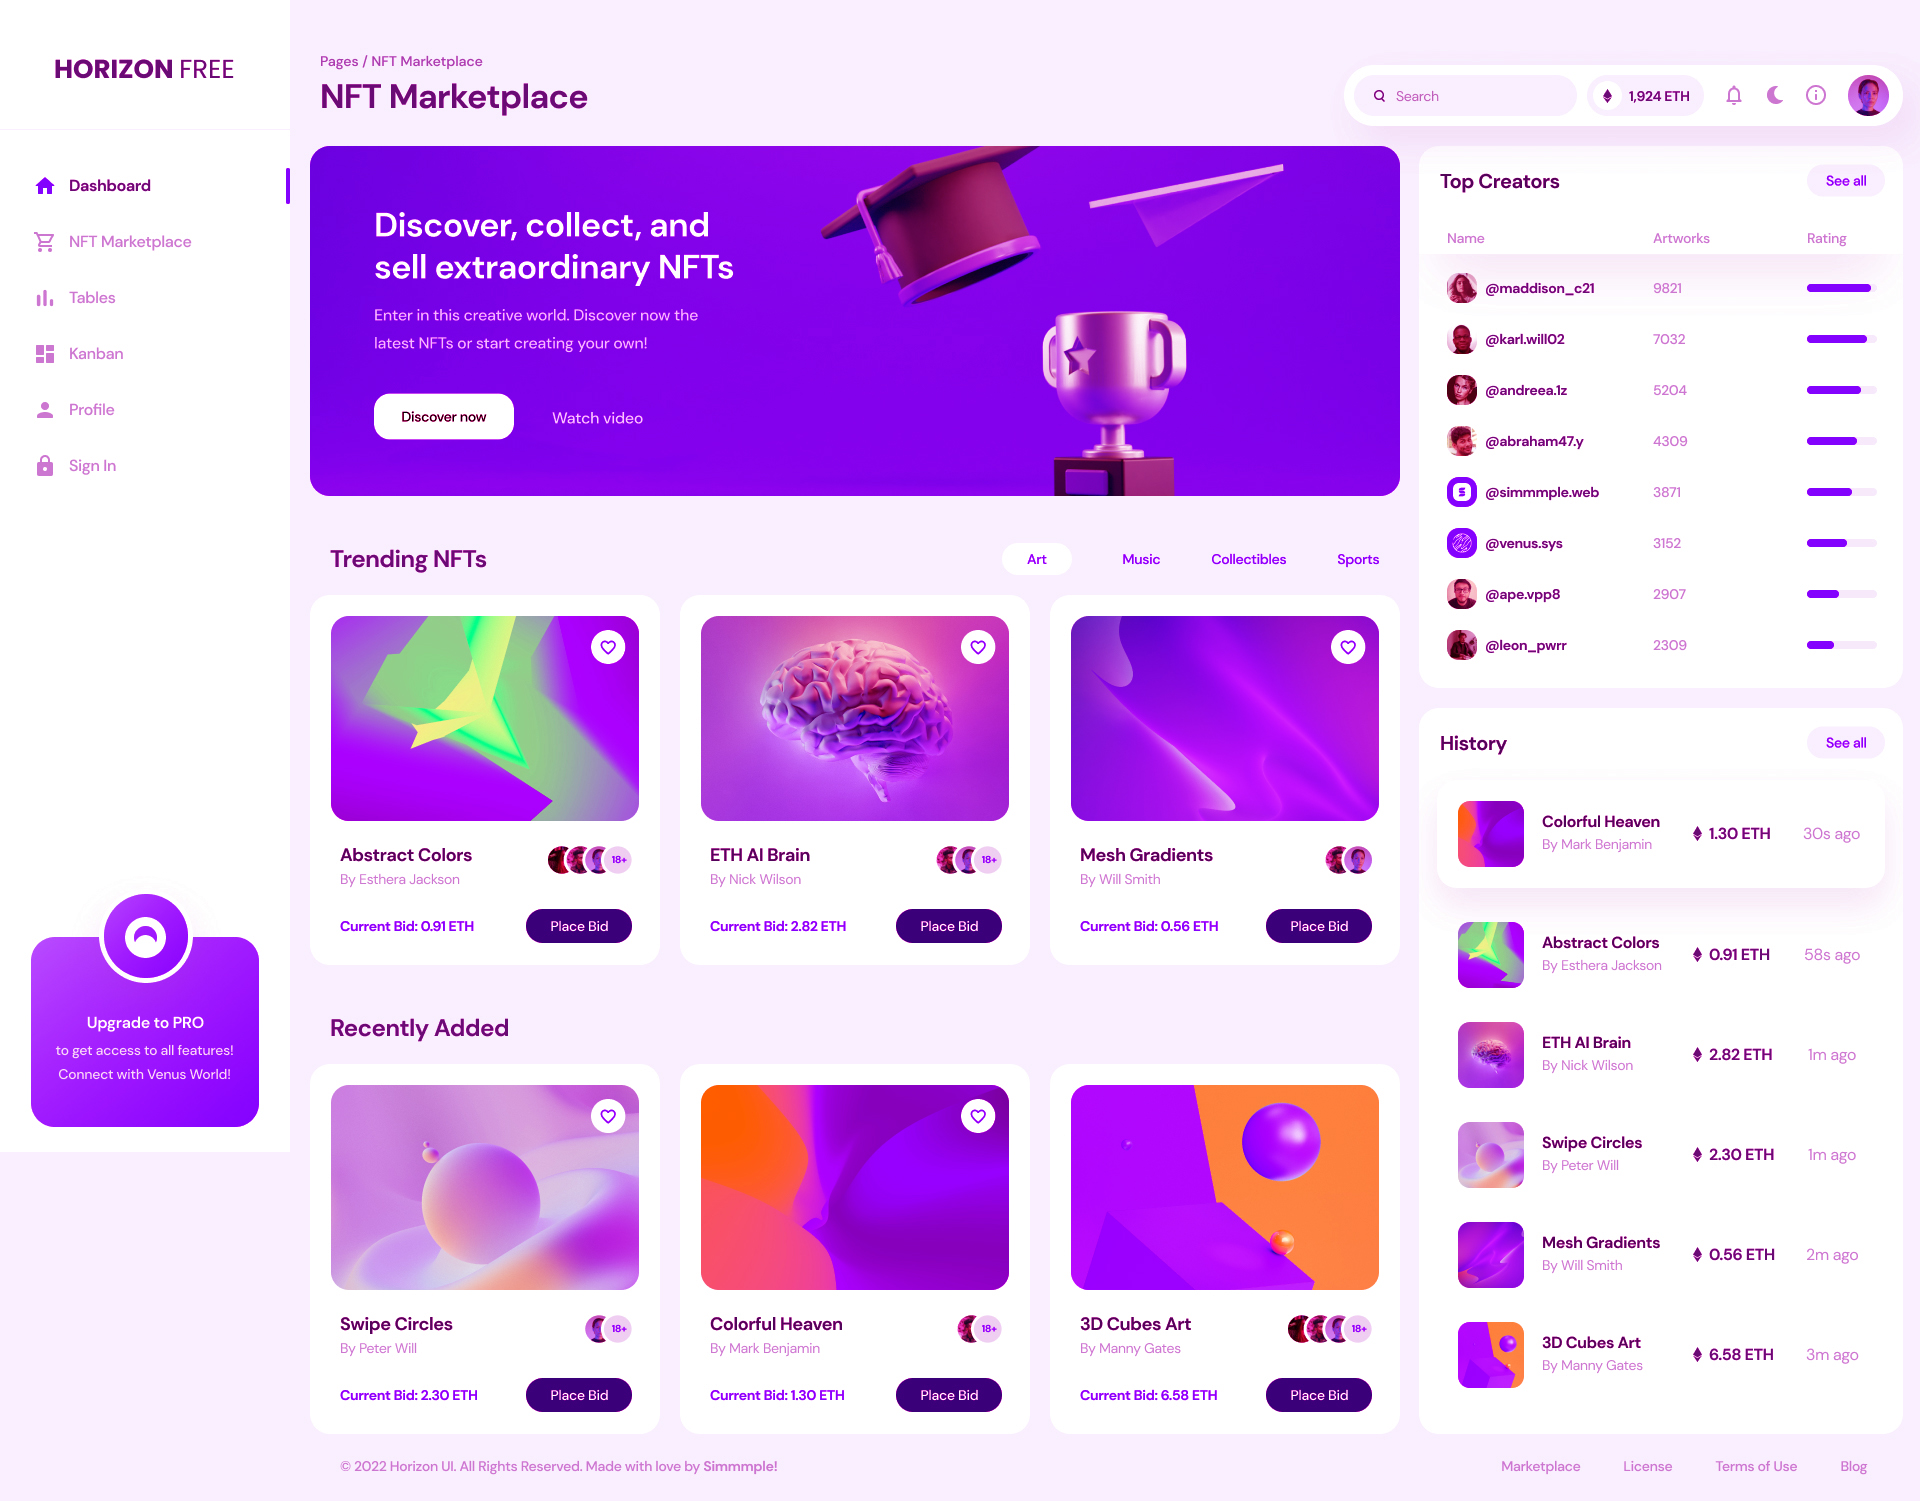 HORIZON FREE
Dashboard
NFT Marketplace
Tables
Kanban
Profile
Sign In
Upgrade to PRO
to get access to all features!
Connect with Venus World!
Pages / NFT Marketplace
NFT Marketplace
Search
1,924 ETH
Discover, collect, and
sell extraordinary NFTs
Enter in this creative world. Discover now the
latest NFTs or start creating your own!
Discover now
Watch video
Trending NFTs
Art
Music
Collectibles
Sports
Abstract Colors
By Esthera Jackson
18+
Current Bid: 0.91 ETH
Place Bid
ETH AI Brain
By Nick Wilson
18+
Current Bid: 2.82 ETH
Place Bid
Mesh Gradients
By Will Smith
Current Bid: 0.56 ETH
Place Bid
Recently Added
Swipe Circles
By Peter Will
18+
Current Bid: 2.30 ETH
Place Bid
Colorful Heaven
By Mark Benjamin
18+
Current Bid: 1.30 ETH
Place Bid
3D Cubes Art
By Manny Gates
18+
Current Bid: 6.58 ETH
Place Bid
Top Creators
See all
Name Artworks Rating
@maddison_c21 9821
@karl.will02 7032
@andreea.1z 5204
@abraham47.y 4309
@simmmple.web 3871
@venus.sys 3152
@ape.vpp8 2907
@leon_pwrr 2309
History
See all
Colorful Heaven
By Mark Benjamin
1.30 ETH
30s ago
Abstract Colors
By Esthera Jackson
0.91 ETH
58s ago
ETH AI Brain
By Nick Wilson
2.82 ETH
1m ago
Swipe Circles
By Peter Will
2.30 ETH
1m ago
Mesh Gradients
By Will Smith
0.56 ETH
2m ago
3D Cubes Art
By Manny Gates
6.58 ETH
3m ago
© 2022 Horizon UI. All Rights Reserved. Made with love by Simmmple!
Marketplace
License
Terms of Use
Blog